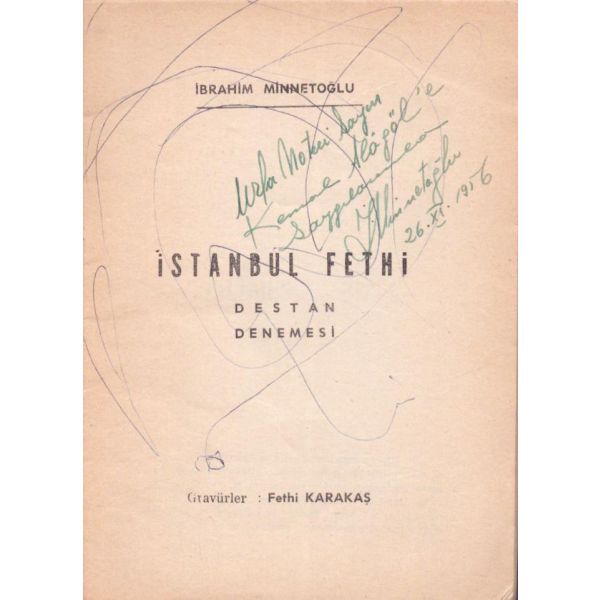 İBRAHİM MİNNETOĞLU
Urfa Noteri Sayın
Kemal Alagöl'e
Saygılarımla
İ. Minnetoğlu
26.XI.1956
İSTANBUL FETHİ
DESTAN
DENEMESİ
Gravürler : Fethi KARAKAŞ